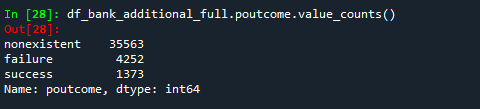 In [28]: df_bank_additional_full.poutcome.value_counts()
Out[28]:
nonexistent    35563
failure         4252
success         1373
Name: poutcome, dtype: int64